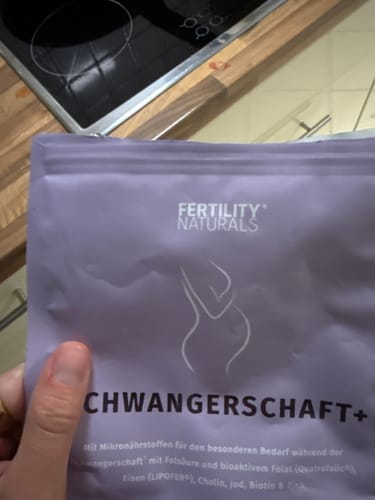 FERTILITY®
NATURALS
CHWANGERSCHAFT+
Mit Mikronährstoffen für den besonderen Bedarf während der
chwangerschaft* mit Folsäure und bioaktivem Folat (Quatrefolic®),
Eisen (LIPOFER®), Cholin, Jod, Biotin & Zink.